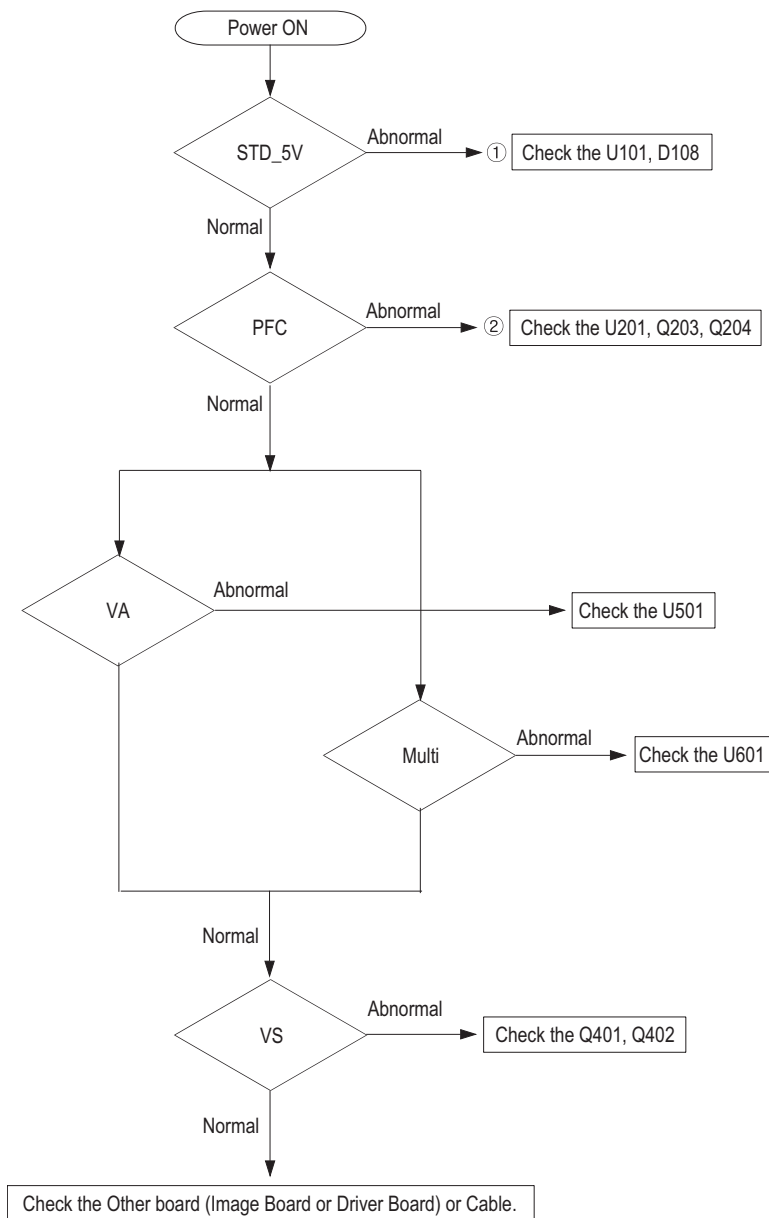 Power ON
STD_5V
Abnormal
① Check the U101, D108
Normal
PFC
Abnormal
② Check the U201, Q203, Q204
Normal
VA
Abnormal
Check the U501
Multi
Abnormal
Check the U601
Normal
VS
Abnormal
Check the Q401, Q402
Normal
Check the Other board (Image Board or Driver Board) or Cable.